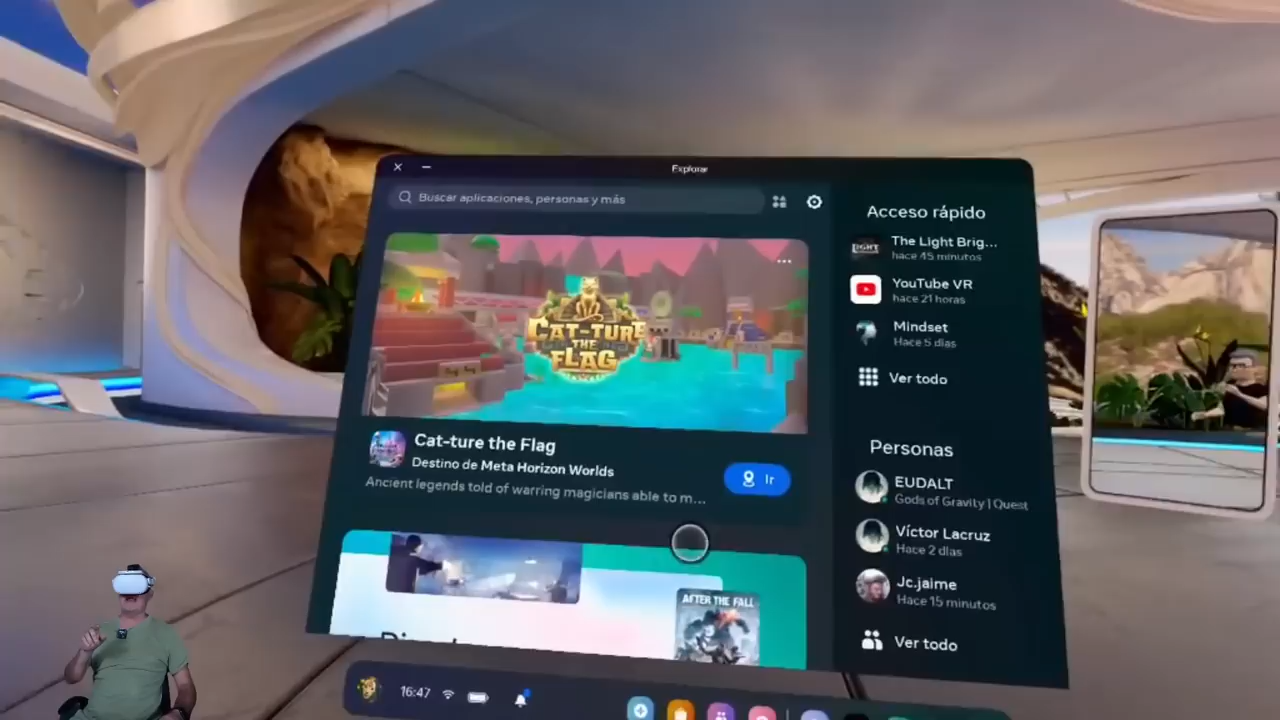 Explorar
Buscar aplicaciones, personas y más
CAT-TURE
THE
FLAG
Cat-ture the Flag
Destino de Meta Horizon Worlds
Ancient legends told of warring magicians able to m...
Ir
AFTER THE FALL
Acceso rápido
LIGHT
The Light Brig...
hace 45 minutos
YouTube VR
hace 21 horas
Mindset
Hace 5 días
Ver todo
Personas
EUDALT
Gods of Gravity | Quest
Víctor Lacruz
Hace 2 días
Jc.jaime
Hace 15 minutos
Ver todo
16:47